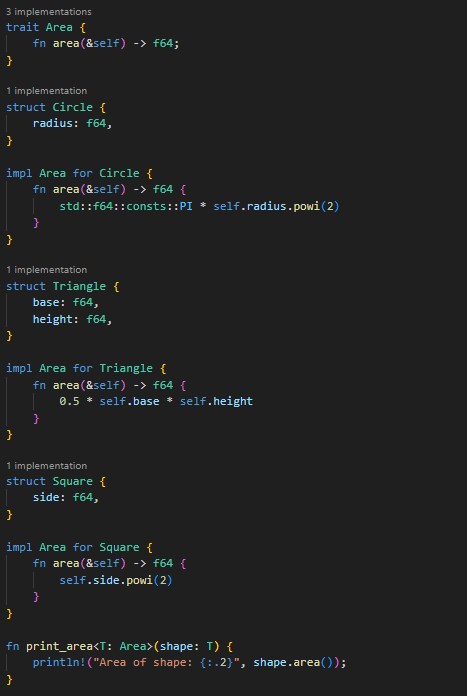 3 implementations
trait Area {
    fn area(&self) -> f64;
}
1 implementation
struct Circle {
    radius: f64,
}
impl Area for Circle {
    fn area(&self) -> f64 {
        std::f64::consts::PI * self.radius.powi(2)
    }
}
1 implementation
struct Triangle {
    base: f64,
    height: f64,
}
impl Area for Triangle {
    fn area(&self) -> f64 {
        0.5 * self.base * self.height
    }
}
1 implementation
struct Square {
    side: f64,
}
impl Area for Square {
    fn area(&self) -> f64 {
        self.side.powi(2)
    }
}
fn print_area<T: Area>(shape: T) {
    println!("Area of shape: {:.2}", shape.area());
}